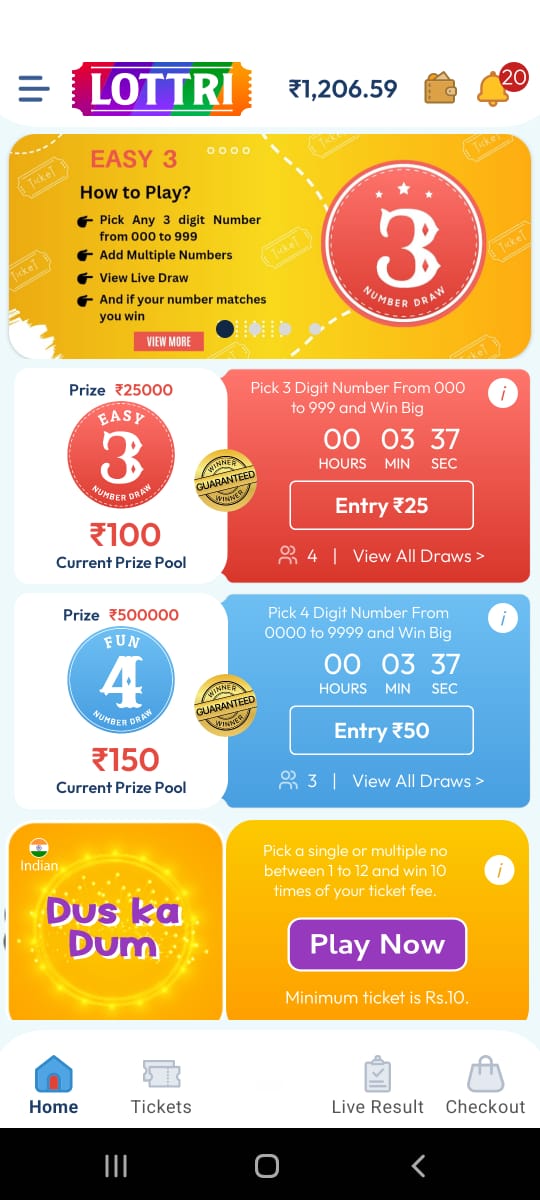 LOTTRI
₹1,206.59
20
EASY 3
How to Play?
Pick Any 3 digit Number
from 000 to 999
Add Multiple Numbers
View Live Draw
And if your number matches
you win
VIEW MORE
3
NUMBER DRAW
TICKET
TICKET
TICKET
TICKET
TICKET
TICKET
TICKET
Prize ₹25000
EASY
3
NUMBER DRAW
₹100
Current Prize Pool
WINNER
GUARANTEED
WINNER
Pick 3 Digit Number From 000
to 999 and Win Big
i
00 03 37
HOURS MIN SEC
Entry ₹25
4 | View All Draws >
Prize ₹500000
FUN
4
NUMBER DRAW
₹150
Current Prize Pool
WINNER
GUARANTEED
WINNER
Pick 4 Digit Number From
0000 to 9999 and Win Big
i
00 03 37
HOURS MIN SEC
Entry ₹50
3 | View All Draws >
Indian
Dus ka
Dum
Pick a single or multiple no
between 1 to 12 and win 10
times of your ticket fee.
i
Play Now
Minimum ticket is Rs.10.
Home Tickets Live Result Checkout